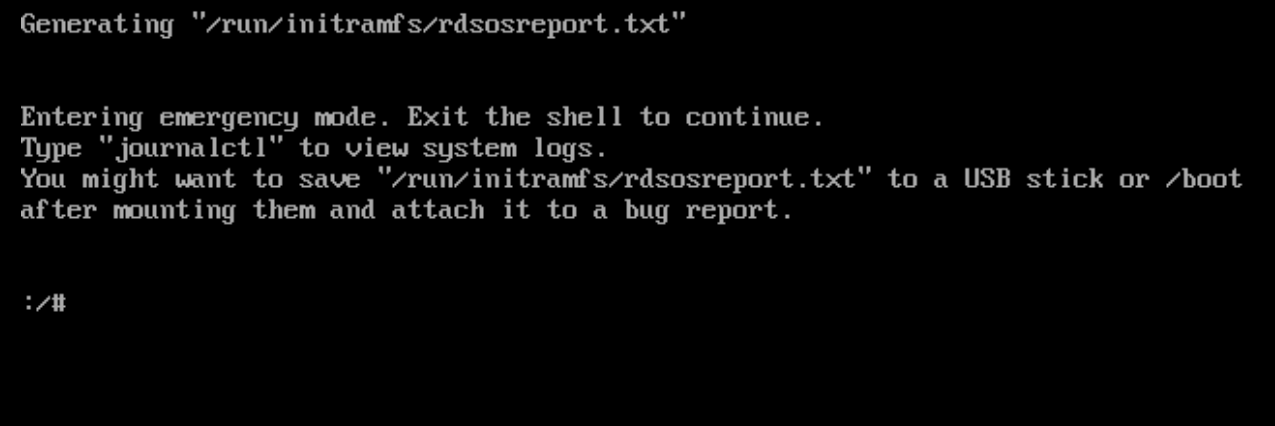 Generating "/run/initramfs/rdsosreport.txt"
Entering emergency mode. Exit the shell to continue.
Type "journalctl" to view system logs.
You might want to save "/run/initramfs/rdsosreport.txt" to a USB stick or /boot
after mounting them and attach it to a bug report.
:/#